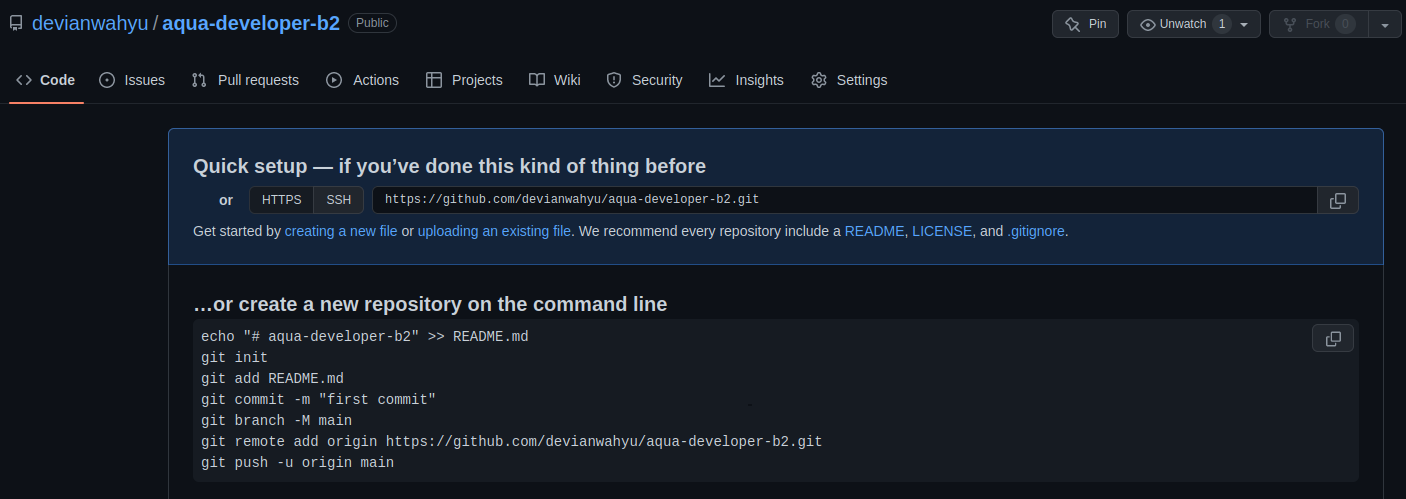 devianwahyu / aqua-developer-b2 Public Pin Unwatch 1 Fork 0
Code Issues Pull requests Actions Projects Wiki Security Insights Settings
Quick setup — if you’ve done this kind of thing before
or HTTPS SSH https://github.com/devianwahyu/aqua-developer-b2.git
Get started by creating a new file or uploading an existing file. We recommend every repository include a README, LICENSE, and .gitignore.
…or create a new repository on the command line
echo "# aqua-developer-b2" >> README.md
git init
git add README.md
git commit -m "first commit"
git branch -M main
git remote add origin https://github.com/devianwahyu/aqua-developer-b2.git
git push -u origin main